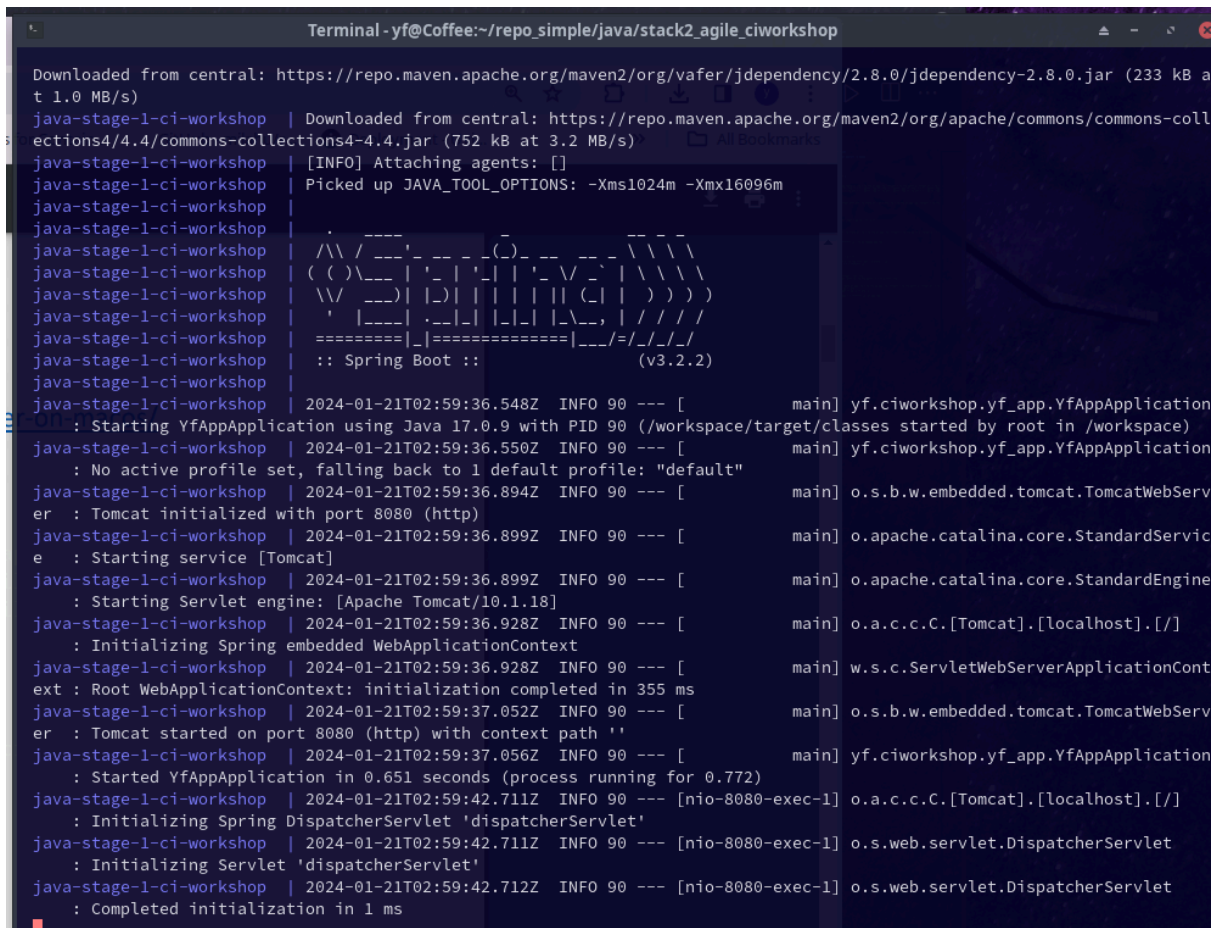 Terminal - yf@Coffee:~/repo_simple/java/stack2_agile_ciworkshop
Downloaded from central: https://repo.maven.apache.org/maven2/org/vafer/jdependency/2.8.0/jdependency-2.8.0.jar (233 kB a
t 1.0 MB/s)
java-stage-1-ci-workshop  | Downloaded from central: https://repo.maven.apache.org/maven2/org/apache/commons/commons-coll
ections4/4.4/commons-collections4-4.4.jar (752 kB at 3.2 MB/s)
All Bookmarks
java-stage-1-ci-workshop  | [INFO] Attaching agents: []
java-stage-1-ci-workshop  | Picked up JAVA_TOOL_OPTIONS: -Xms1024m -Xmx16096m
java-stage-1-ci-workshop  |
java-stage-1-ci-workshop  |   .   ____          _            __ _ _
java-stage-1-ci-workshop  |  /\\ / ___'_ __ _ _(_)_ __  __ _ \ \ \ \
java-stage-1-ci-workshop  | ( ( )\___ | '_ | '_| | '_ \/ _` | \ \ \ \
java-stage-1-ci-workshop  |  \\/  ___)| |_)| | | | | || (_| |  ) ) ) )
java-stage-1-ci-workshop  |   '  |____| .__|_| |_|_| |_\__, | / / / /
java-stage-1-ci-workshop  |  =========|_|==============|___/=/_/_/_/
java-stage-1-ci-workshop  |  :: Spring Boot ::                (v3.2.2)
java-stage-1-ci-workshop  |
er-on-macos/
java-stage-1-ci-workshop  | 2024-01-21T02:59:36.548Z  INFO 90 --- [           main] yf.ciworkshop.yf_app.YfAppApplication
    : Starting YfAppApplication using Java 17.0.9 with PID 90 (/workspace/target/classes started by root in /workspace)
java-stage-1-ci-workshop  | 2024-01-21T02:59:36.550Z  INFO 90 --- [           main] yf.ciworkshop.yf_app.YfAppApplication
    : No active profile set, falling back to 1 default profile: "default"
java-stage-1-ci-workshop  | 2024-01-21T02:59:36.894Z  INFO 90 --- [           main] o.s.b.w.embedded.tomcat.TomcatWebServ
er  : Tomcat initialized with port 8080 (http)
java-stage-1-ci-workshop  | 2024-01-21T02:59:36.899Z  INFO 90 --- [           main] o.apache.catalina.core.StandardServic
e   : Starting service [Tomcat]
java-stage-1-ci-workshop  | 2024-01-21T02:59:36.899Z  INFO 90 --- [           main] o.apache.catalina.core.StandardEngine
    : Starting Servlet engine: [Apache Tomcat/10.1.18]
java-stage-1-ci-workshop  | 2024-01-21T02:59:36.928Z  INFO 90 --- [           main] o.a.c.c.C.[Tomcat].[localhost].[/]
    : Initializing Spring embedded WebApplicationContext
java-stage-1-ci-workshop  | 2024-01-21T02:59:36.928Z  INFO 90 --- [           main] w.s.c.ServletWebServerApplicationCont
ext : Root WebApplicationContext: initialization completed in 355 ms
java-stage-1-ci-workshop  | 2024-01-21T02:59:37.052Z  INFO 90 --- [           main] o.s.b.w.embedded.tomcat.TomcatWebServ
er  : Tomcat started on port 8080 (http) with context path ''
java-stage-1-ci-workshop  | 2024-01-21T02:59:37.056Z  INFO 90 --- [           main] yf.ciworkshop.yf_app.YfAppApplication
    : Started YfAppApplication in 0.651 seconds (process running for 0.772)
java-stage-1-ci-workshop  | 2024-01-21T02:59:42.711Z  INFO 90 --- [nio-8080-exec-1] o.a.c.c.C.[Tomcat].[localhost].[/]
    : Initializing Spring DispatcherServlet 'dispatcherServlet'
java-stage-1-ci-workshop  | 2024-01-21T02:59:42.711Z  INFO 90 --- [nio-8080-exec-1] o.s.web.servlet.DispatcherServlet
    : Initializing Servlet 'dispatcherServlet'
java-stage-1-ci-workshop  | 2024-01-21T02:59:42.712Z  INFO 90 --- [nio-8080-exec-1] o.s.web.servlet.DispatcherServlet
    : Completed initialization in 1 ms